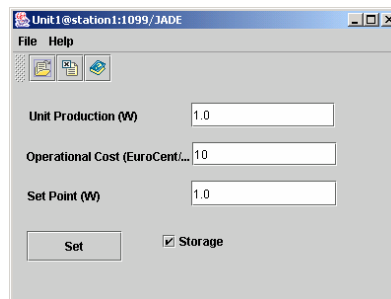 Unit1@station1:1099/JADE
File Help
Unit Production (W) 1.0
Operational Cost (EuroCent/... 10
Set Point (W) 1.0
Set Storage